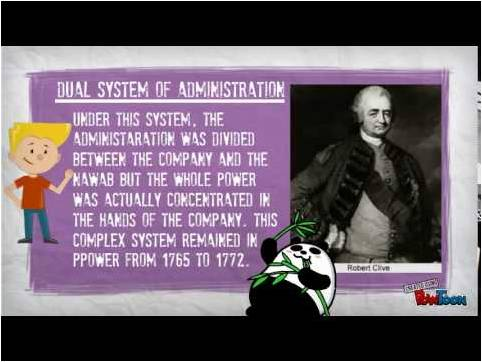 DUAL SYSTEM OF ADMINISTRATION
UNDER THIS SYSTEM, THE
ADMINISTARATION WAS DIVIDED
BETWEEN THE COMPANY AND THE
NAWAB BUT THE WHOLE POWER
WAS ACTUALLY CONCENTRATED IN
THE HANDS OF THE COMPANY. THIS
COMPLEX SYSTEM REMAINED IN
PPOWER FROM 1765 TO 1772.
Robert Clive
POWTOON